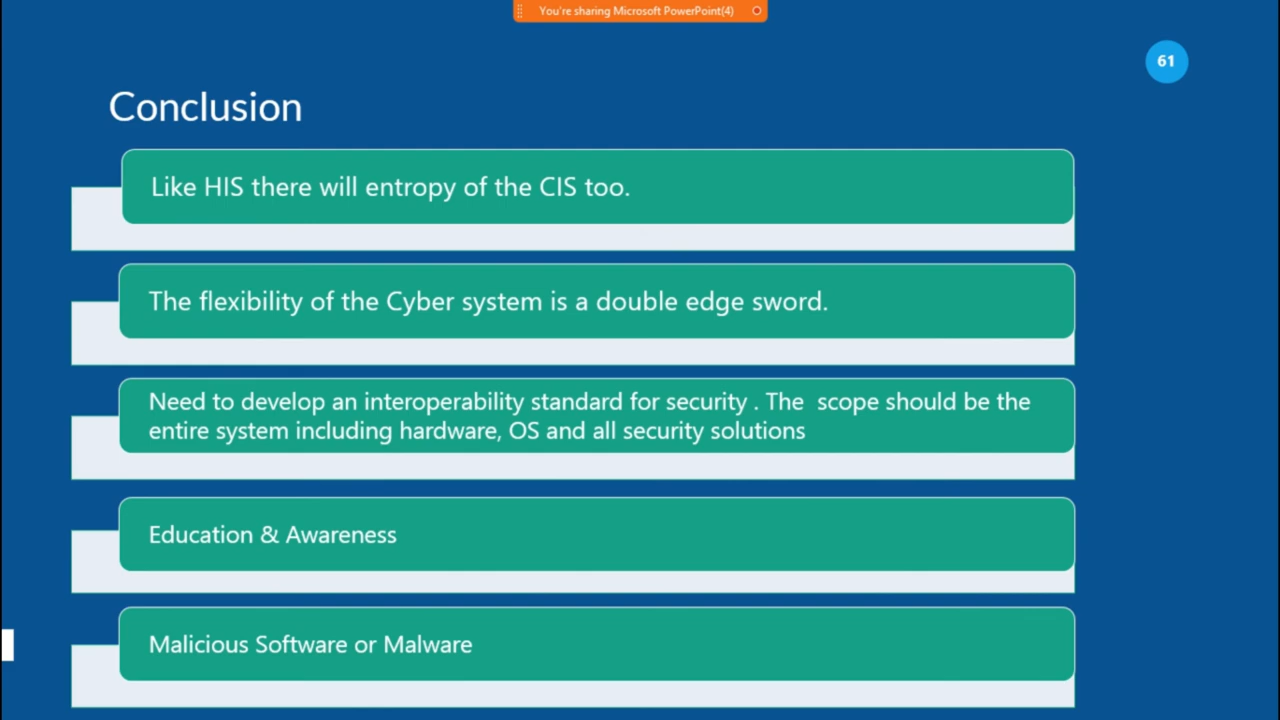 You're sharing Microsoft PowerPoint(4)
61
Conclusion
Like HIS there will entropy of the CIS too.
The flexibility of the Cyber system is a double edge sword.
Need to develop an interoperability standard for security . The  scope should be the
entire system including hardware, OS and all security solutions
Education & Awareness
Malicious Software or Malware